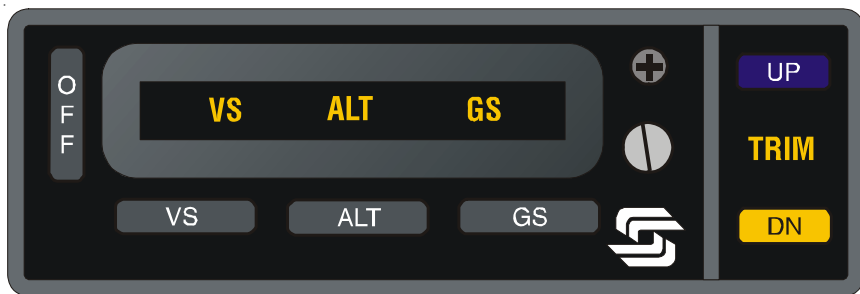 OFF
VS ALT GS
VS ALT GS
UP
TRIM
DN